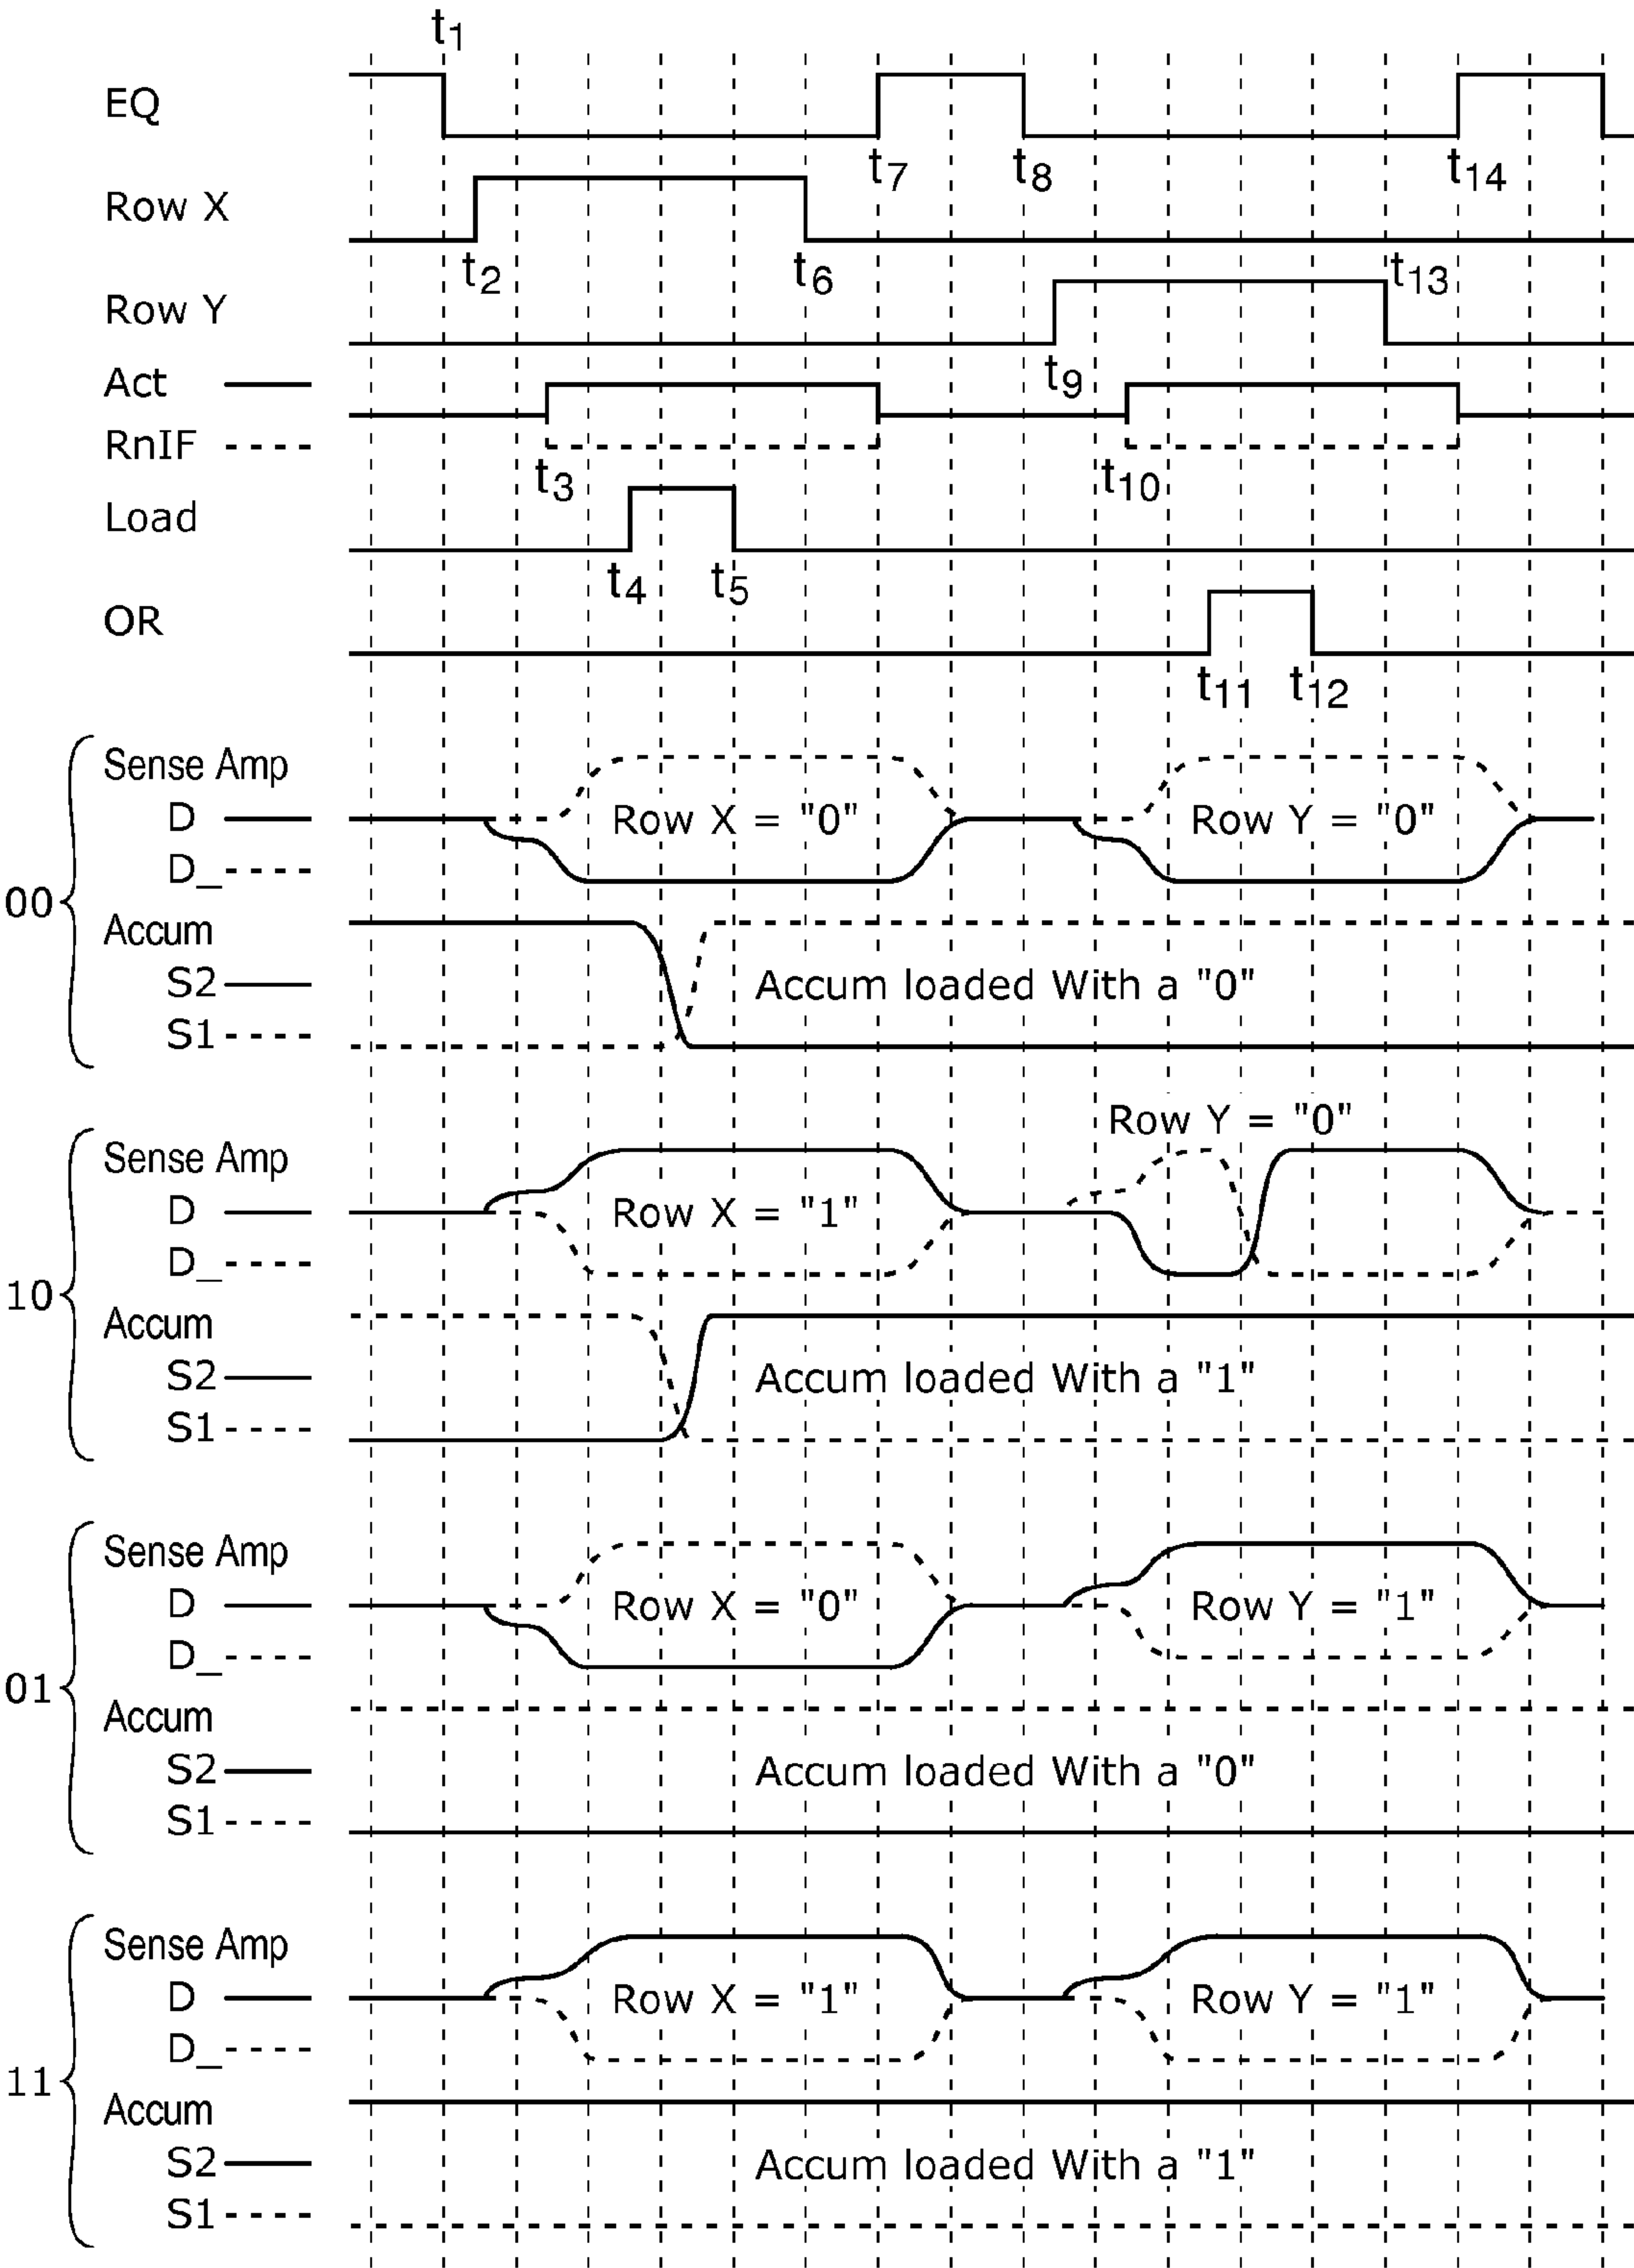 t1
EQ
t7 t8 t14
Row X
t2 t6 t13
Row Y
t9
Act
RnIF
t3 t10
Load
t4 t5
OR
t11 t12
00
Sense Amp
D Row X = "0" Row Y = "0"
D_
Accum
S2 Accum loaded With a "0"
S1
10
Row Y = "0"
Sense Amp
D Row X = "1"
D_
Accum
S2 Accum loaded With a "1"
S1
01
Sense Amp
D Row X = "0" Row Y = "1"
D_
Accum
S2 Accum loaded With a "0"
S1
11
Sense Amp
D Row X = "1" Row Y = "1"
D_
Accum
S2 Accum loaded With a "1"
S1